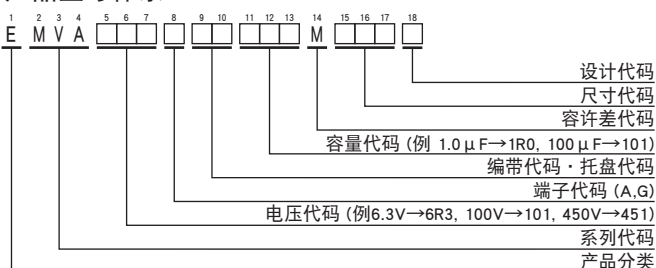 1 2 3 4 5 6 7 8 9 10 11 12 13 14 15 16 17 18
E M V A □□□ □ □□ □□□ M □□□ □
设计代码
尺寸代码
容许差代码
容量代码 (例 1.0μF→1R0, 100μF→101)
编带代码・托盘代码
端子代码 (A,G)
电压代码 (例6.3V→6R3, 100V→101, 450V→451)
系列代码
产品分类